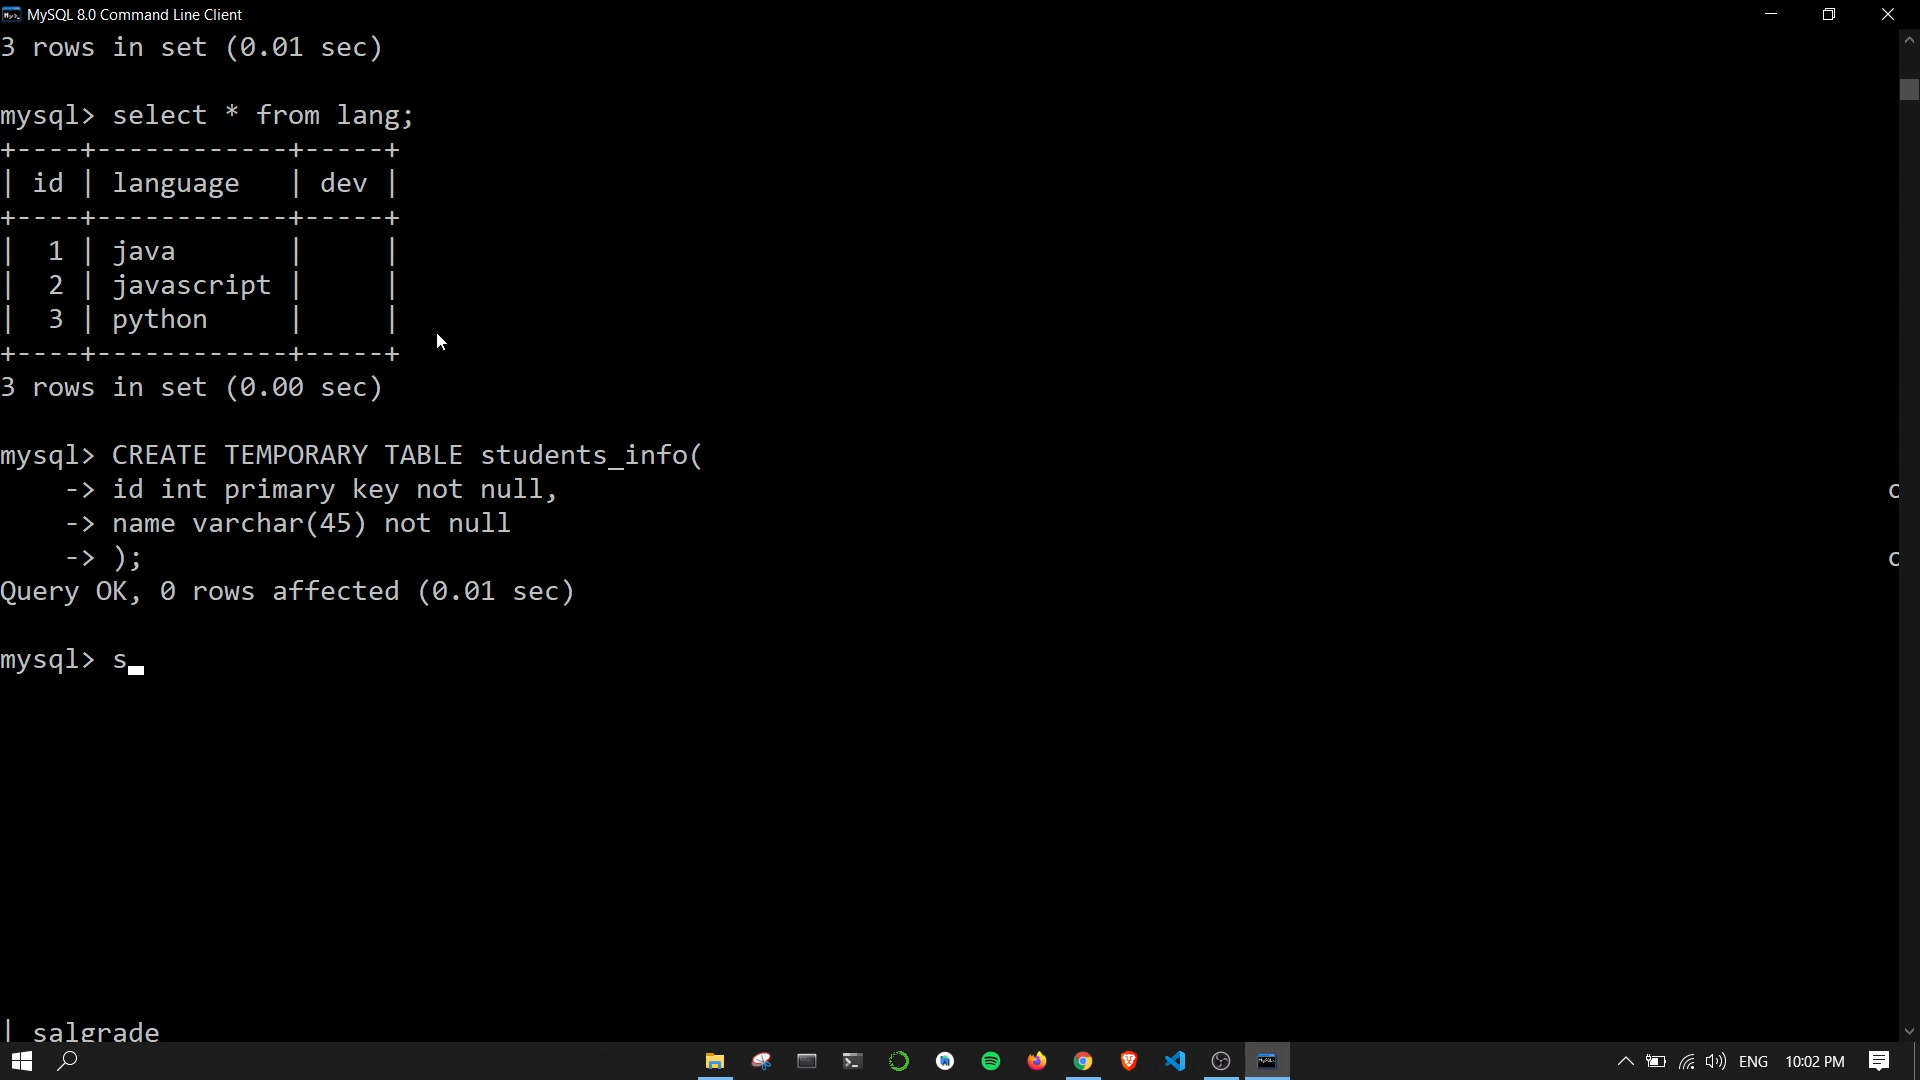 MySQL 8.0 Command Line Client
3 rows in set (0.01 sec)
mysql> select * from lang;
+----+------------+-----+
| id | language   | dev |
+----+------------+-----+
|  1 | java       |     |
|  2 | javascript |     |
|  3 | python     |     |
+----+------------+-----+
3 rows in set (0.00 sec)
mysql> CREATE TEMPORARY TABLE students_info(
    -> id int primary key not null,
    -> name varchar(45) not null
    -> );
Query OK, 0 rows affected (0.01 sec)
mysql> s
| salgrade
ENG 10:02 PM